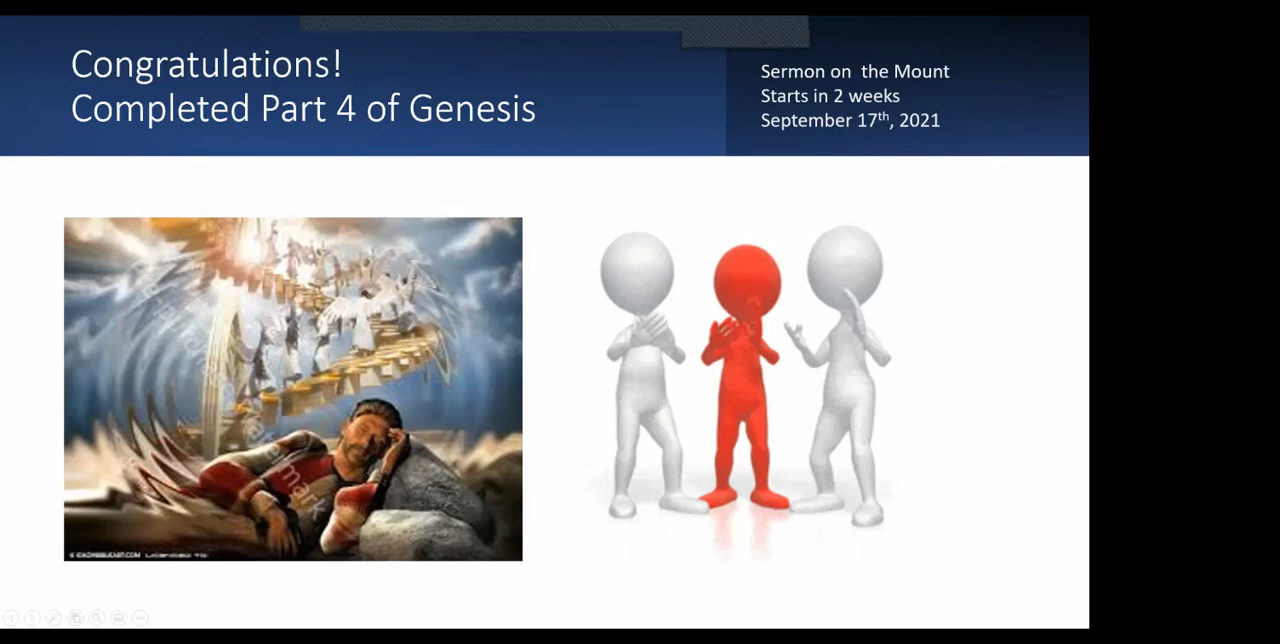 Congratulations!
Completed Part 4 of Genesis
Sermon on the Mount
Starts in 2 weeks
September 17th, 2021